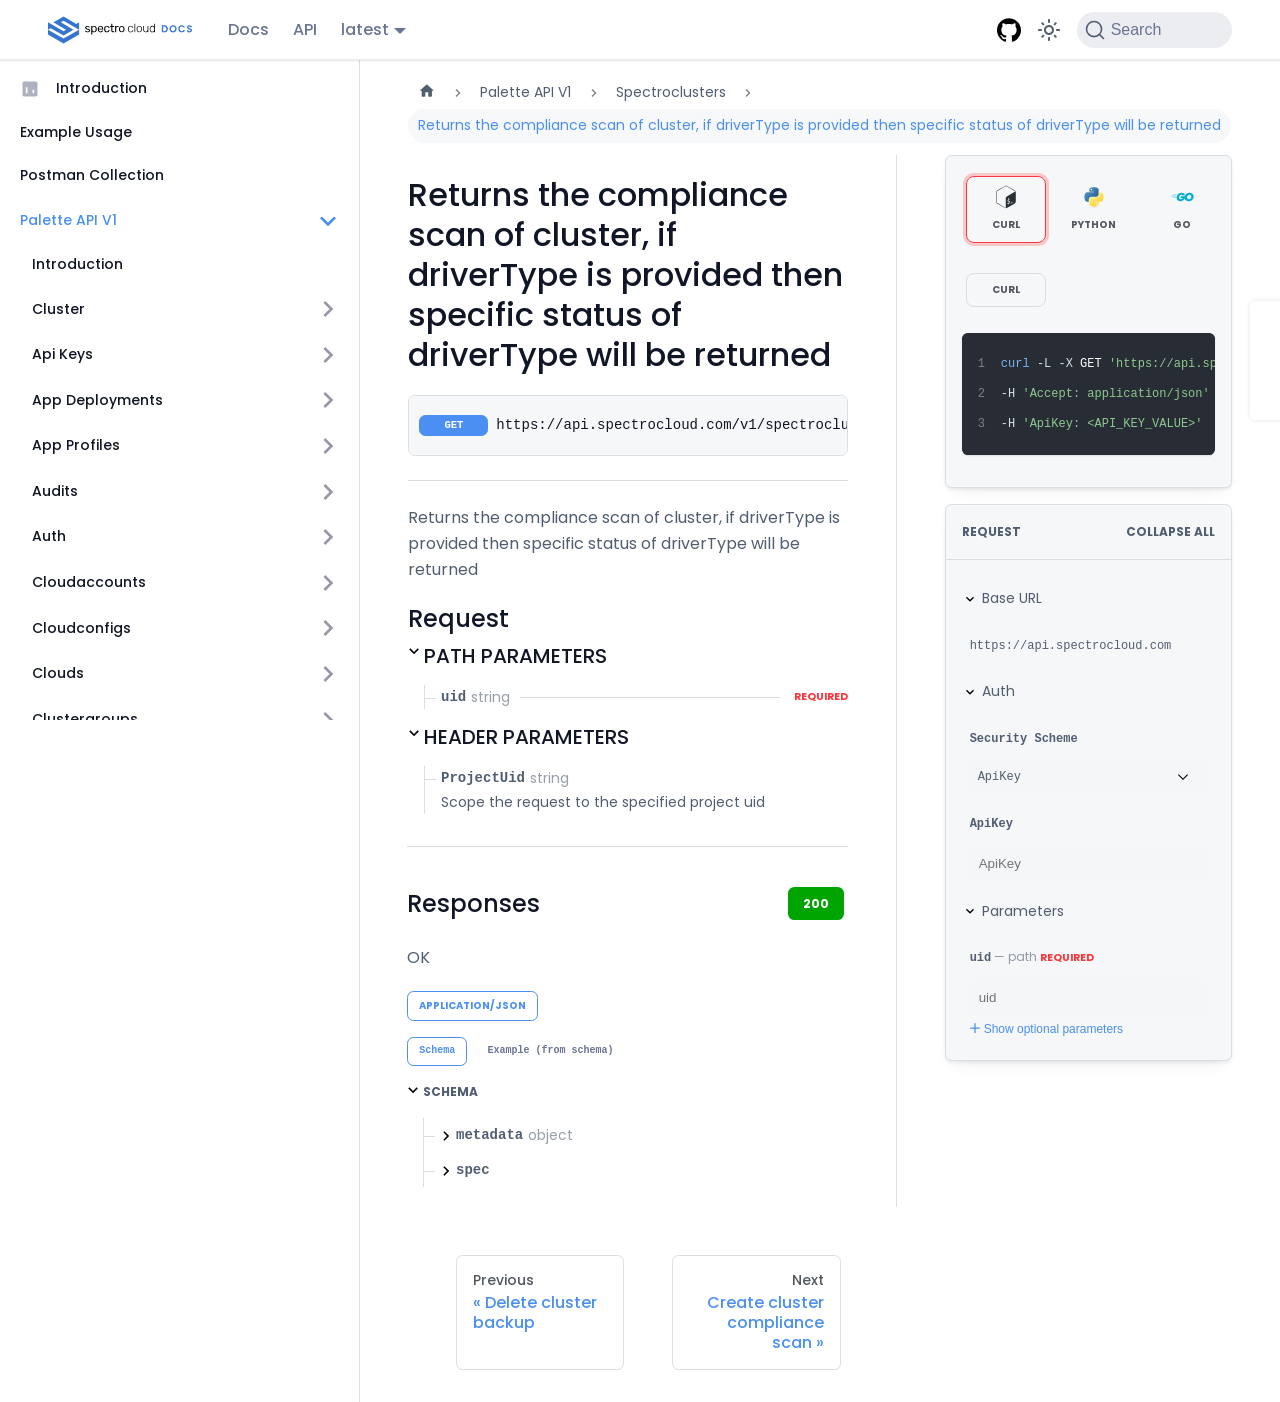 spectro cloud DOCS
Docs
API
latest
Search
Introduction
Example Usage
Postman Collection
Palette API V1
Introduction
Cluster
Api Keys
App Deployments
App Profiles
Audits
Auth
Cloudaccounts
Cloudconfigs
Clouds
Clustergroups
Palette API V1
Spectroclusters
Returns the compliance scan of cluster, if driverType is provided then specific status of driverType will be returned
Returns the compliance
scan of cluster, if
driverType is provided then
specific status of
driverType will be returned
GET https://api.spectrocloud.com/v1/spectroclu
Returns the compliance scan of cluster, if driverType is
provided then specific status of driverType will be
returned
Request
PATH PARAMETERS
uid string REQUIRED
HEADER PARAMETERS
ProjectUid string
Scope the request to the specified project uid
Responses
200
OK
APPLICATION/JSON
Schema Example (from schema)
SCHEMA
metadata object
spec
Previous
« Delete cluster
backup
Next
Create cluster
compliance
scan »
CURL PYTHON GO
CURL
1 curl -L -X GET 'https://api.sp
2 -H 'Accept: application/json'
3 -H 'ApiKey: <API_KEY_VALUE>'
REQUEST COLLAPSE ALL
Base URL
https://api.spectrocloud.com
Auth
Security Scheme
ApiKey
ApiKey
ApiKey
Parameters
uid — path REQUIRED
uid
Show optional parameters